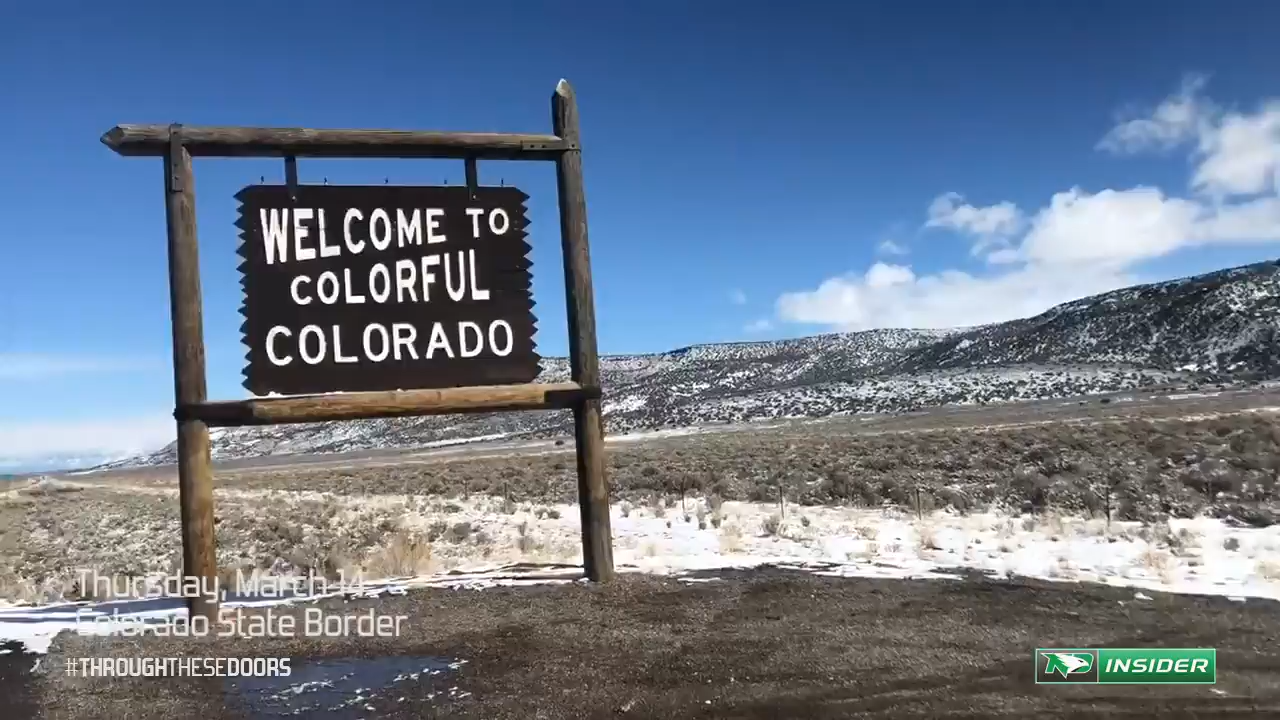 WELCOME TO
COLORFUL
COLORADO
Thursday, March 14
Colorado State Border
#THROUGHTHESEDOORS
INSIDER